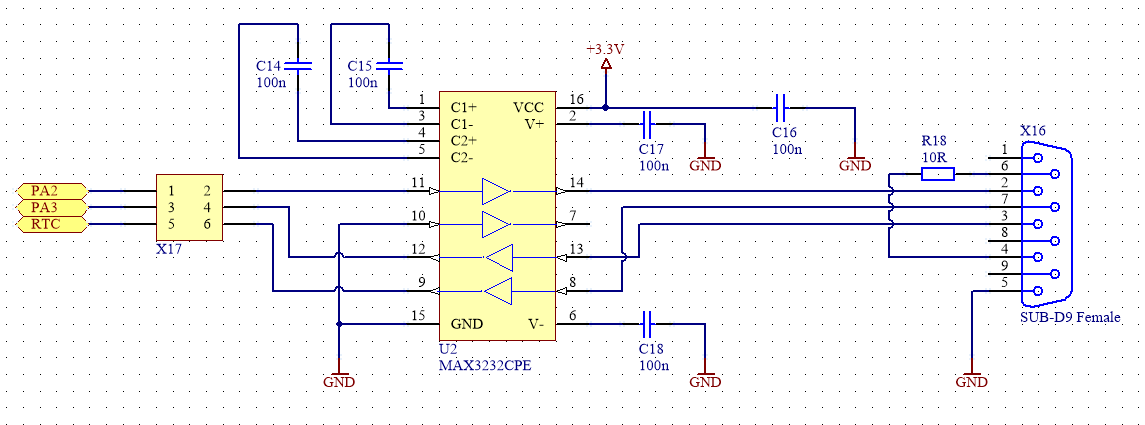 +3.3V
C14
100n
C15
100n
1 C1+ VCC 16
3 C1- V+ 2
4 C2+
5 C2-
C17
100n
GND
C16
100n
GND
X16
R18
10R
1
6
2
7
3
8
4
9
5
SUB-D9 Female
GND
PA2
PA3
RTC
1 2
3 4
5 6
X17
11 14
10 7
12 13
9 8
15 GND V- 6
U2
MAX3232CPE
C18
100n
GND
GND